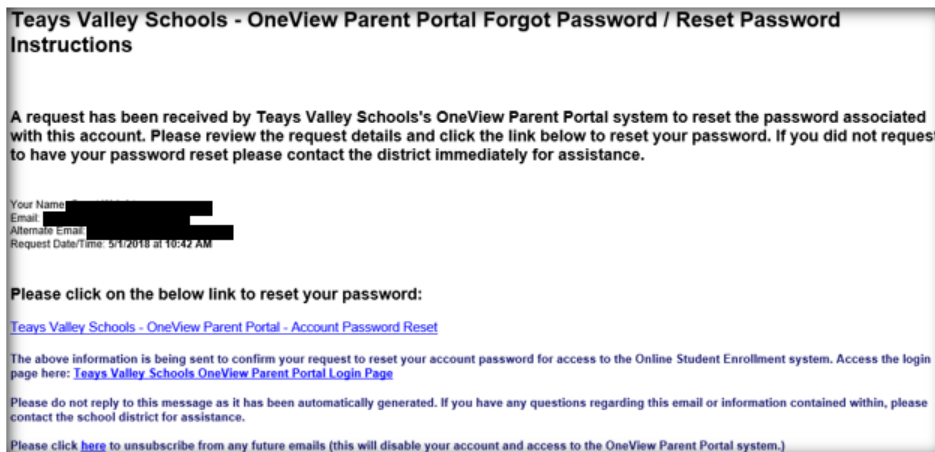 Teays Valley Schools - OneView Parent Portal Forgot Password / Reset Password
Instructions
A request has been received by Teays Valley Schools's OneView Parent Portal system to reset the password associated
with this account. Please review the request details and click the link below to reset your password. If you did not request
to have your password reset please contact the district immediately for assistance.
Your Name:
Email:
Alternate Email:
Request Date/Time: 5/1/2018 at 10:42 AM
Please click on the below link to reset your password:
Teays Valley Schools - OneView Parent Portal - Account Password Reset
The above information is being sent to confirm your request to reset your account password for access to the Online Student Enrollment system. Access the login
page here: Teays Valley Schools OneView Parent Portal Login Page
Please do not reply to this message as it has been automatically generated. If you have any questions regarding this email or information contained within, please
contact the school district for assistance.
Please click here to unsubscribe from any future emails (this will disable your account and access to the OneView Parent Portal system.)